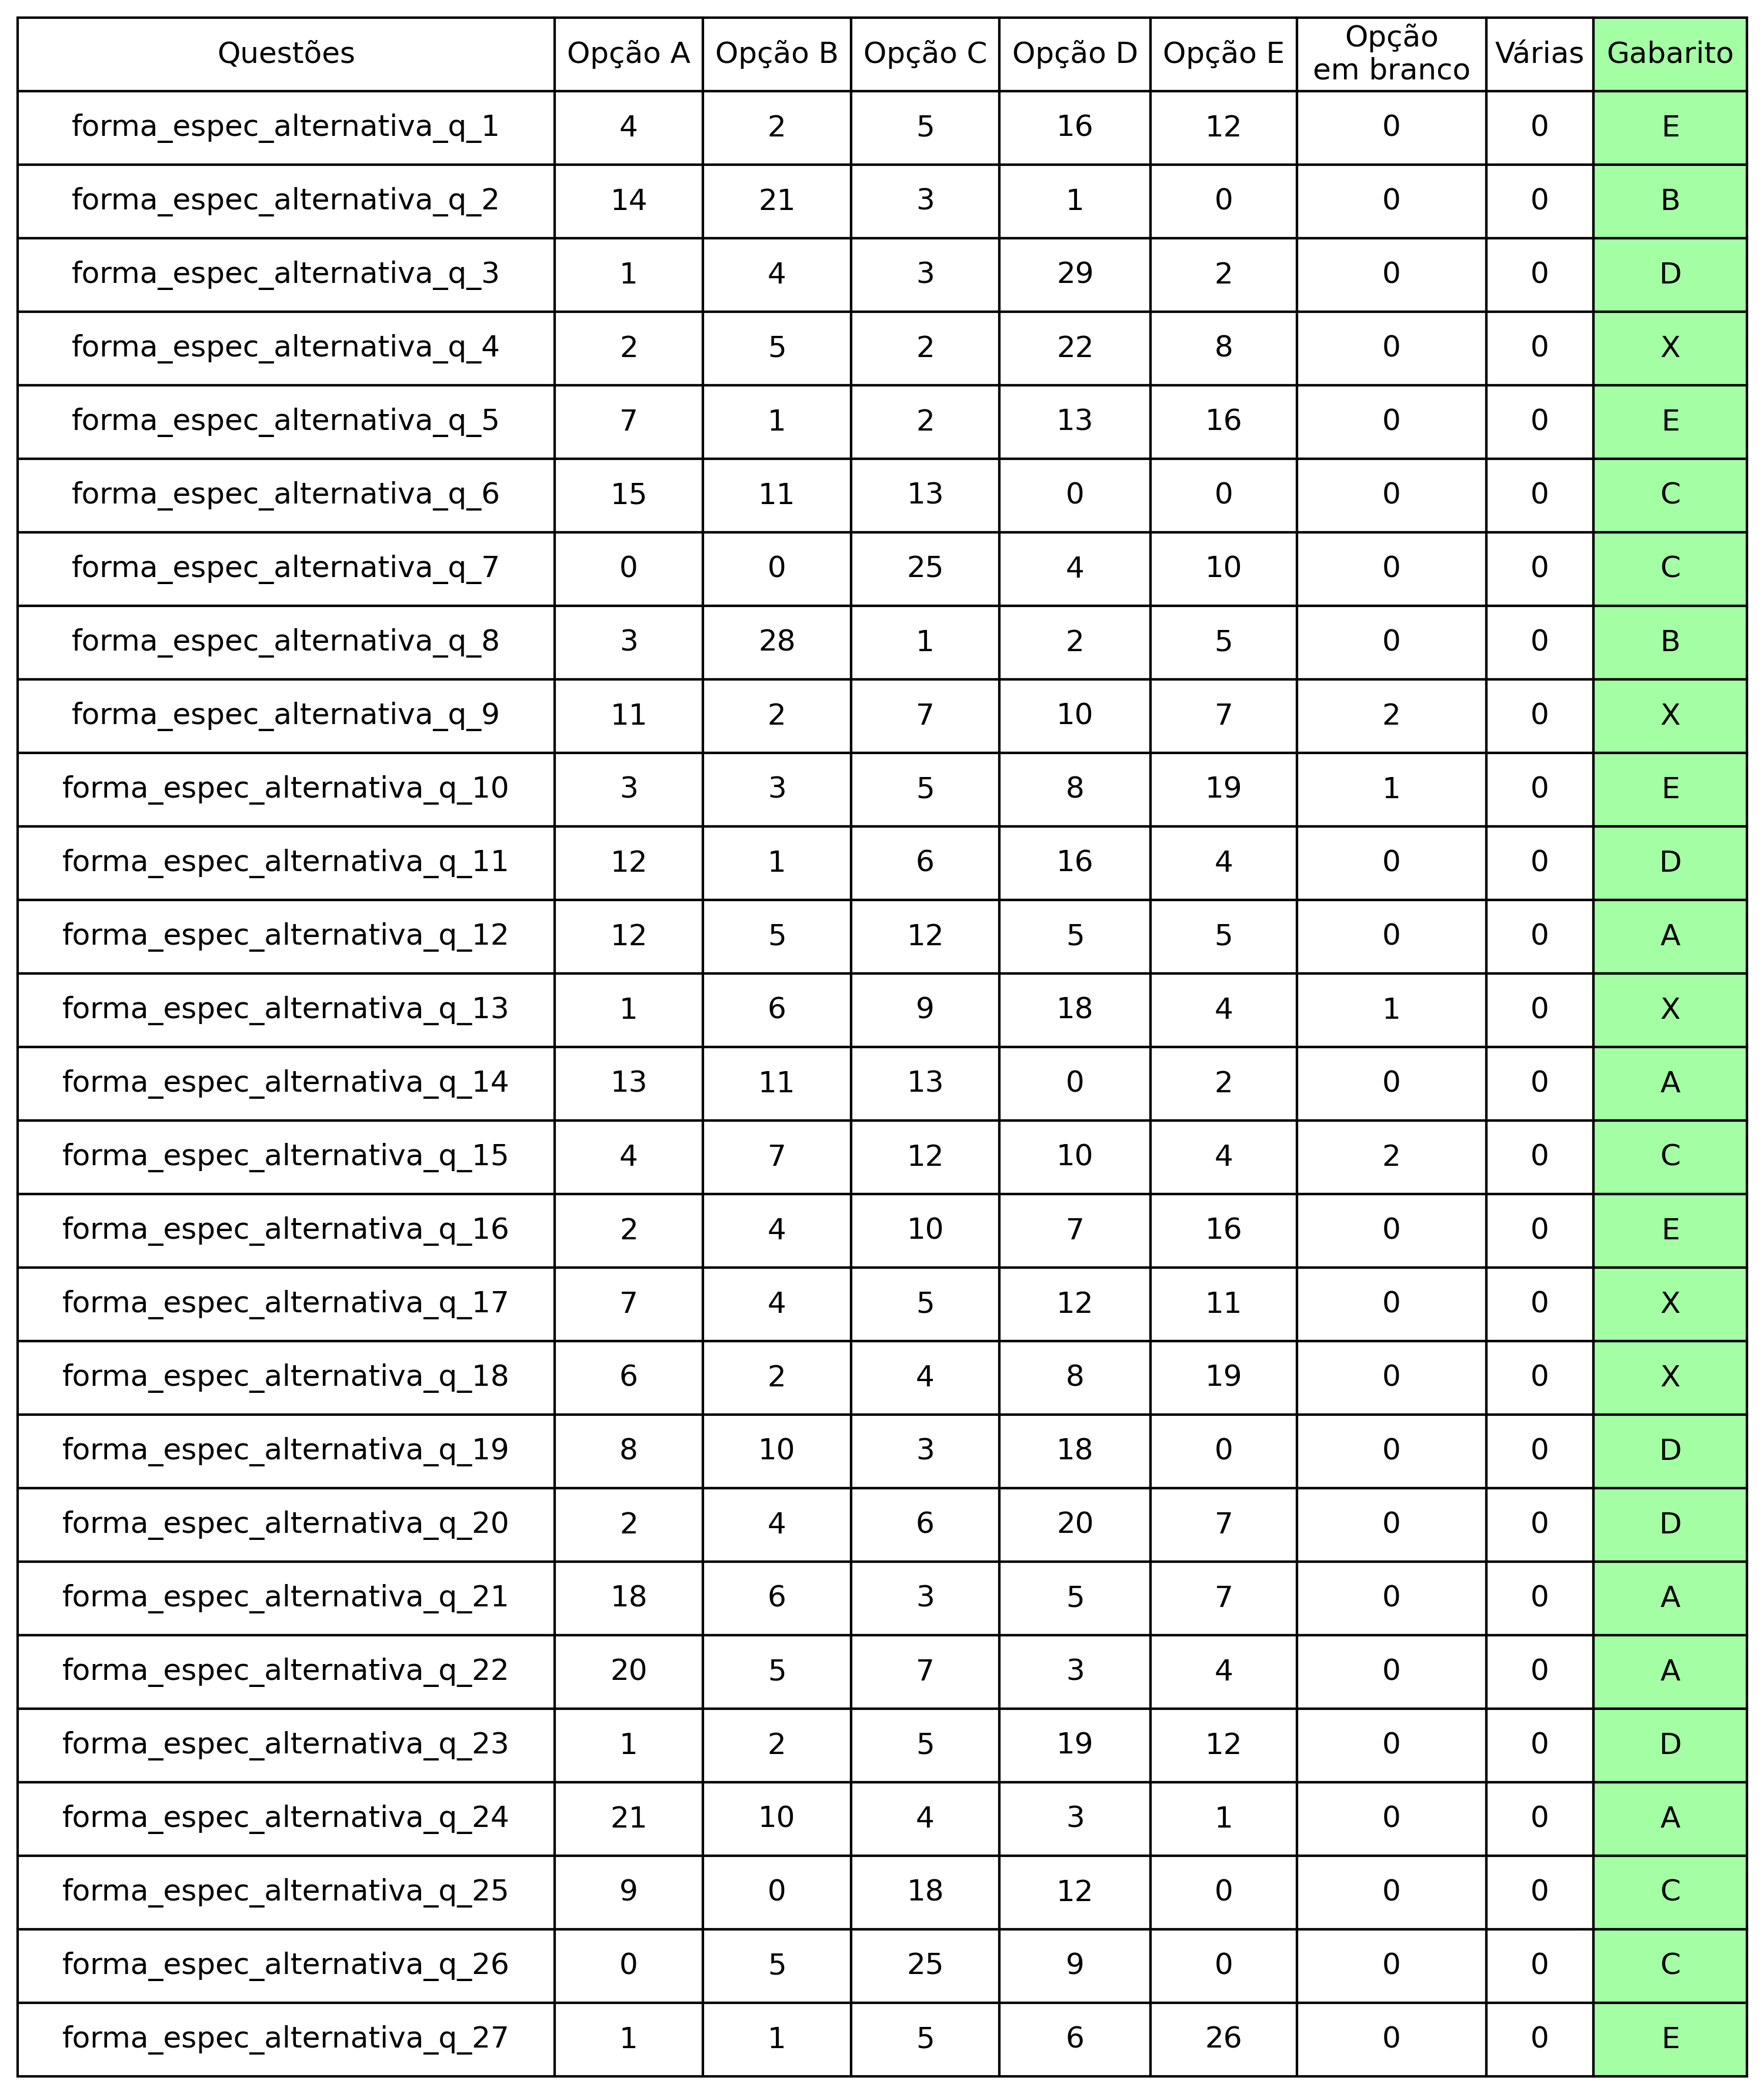 Questões Opção A Opção B Opção C Opção D Opção E Opção em branco Várias Gabarito
forma_espec_alternativa_q_1 4 2 5 16 12 0 0 E
forma_espec_alternativa_q_2 14 21 3 1 0 0 0 B
forma_espec_alternativa_q_3 1 4 3 29 2 0 0 D
forma_espec_alternativa_q_4 2 5 2 22 8 0 0 X
forma_espec_alternativa_q_5 7 1 2 13 16 0 0 E
forma_espec_alternativa_q_6 15 11 13 0 0 0 0 C
forma_espec_alternativa_q_7 0 0 25 4 10 0 0 C
forma_espec_alternativa_q_8 3 28 1 2 5 0 0 B
forma_espec_alternativa_q_9 11 2 7 10 7 2 0 X
forma_espec_alternativa_q_10 3 3 5 8 19 1 0 E
forma_espec_alternativa_q_11 12 1 6 16 4 0 0 D
forma_espec_alternativa_q_12 12 5 12 5 5 0 0 A
forma_espec_alternativa_q_13 1 6 9 18 4 1 0 X
forma_espec_alternativa_q_14 13 11 13 0 2 0 0 A
forma_espec_alternativa_q_15 4 7 12 10 4 2 0 C
forma_espec_alternativa_q_16 2 4 10 7 16 0 0 E
forma_espec_alternativa_q_17 7 4 5 12 11 0 0 X
forma_espec_alternativa_q_18 6 2 4 8 19 0 0 X
forma_espec_alternativa_q_19 8 10 3 18 0 0 0 D
forma_espec_alternativa_q_20 2 4 6 20 7 0 0 D
forma_espec_alternativa_q_21 18 6 3 5 7 0 0 A
forma_espec_alternativa_q_22 20 5 7 3 4 0 0 A
forma_espec_alternativa_q_23 1 2 5 19 12 0 0 D
forma_espec_alternativa_q_24 21 10 4 3 1 0 0 A
forma_espec_alternativa_q_25 9 0 18 12 0 0 0 C
forma_espec_alternativa_q_26 0 5 25 9 0 0 0 C
forma_espec_alternativa_q_27 1 1 5 6 26 0 0 E